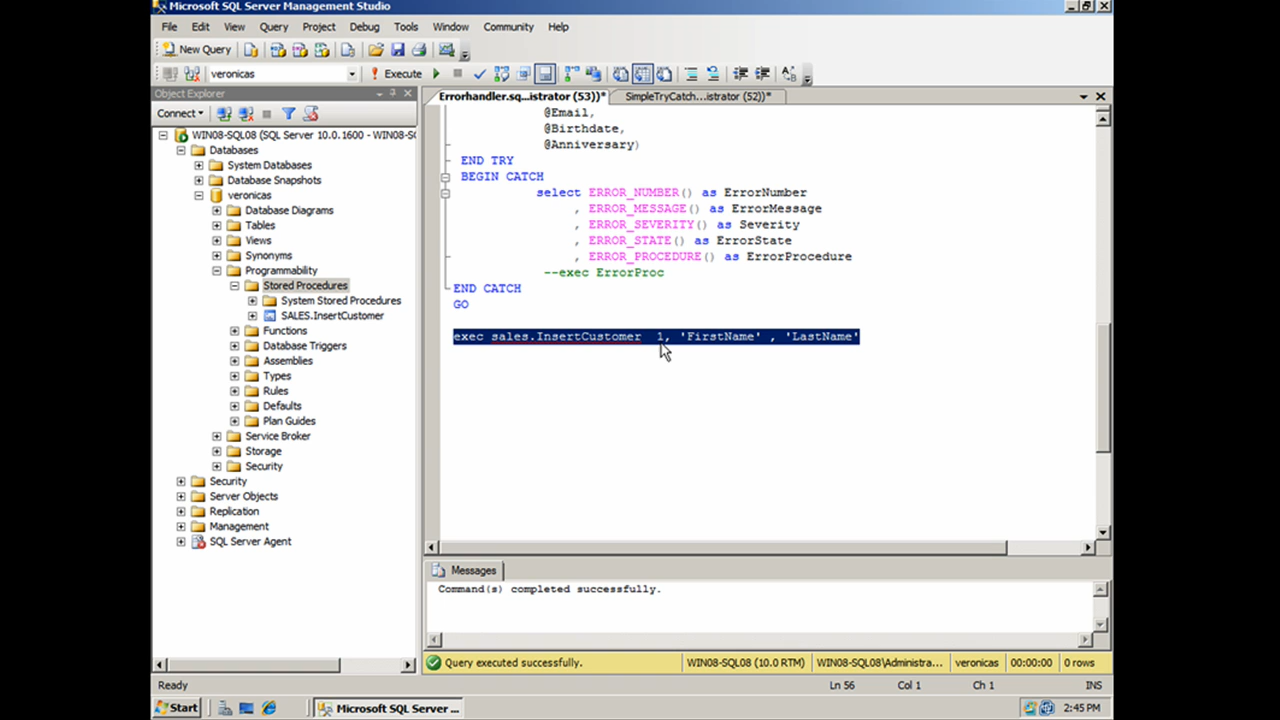 Microsoft SQL Server Management Studio
File Edit View Query Project Debug Tools Window Community Help
New Query
veronicas Execute
Object Explorer
Errorhandler.sq...istrator (53))* SimpleTryCatch...istrator (52))*
Connect
WIN08-SQL08 (SQL Server 10.0.1600 - WIN08-SQ
Databases
System Databases
Database Snapshots
veronicas
Database Diagrams
Tables
Views
Synonyms
Programmability
Stored Procedures
System Stored Procedures
SALES.InsertCustomer
Functions
Database Triggers
Assemblies
Types
Rules
Defaults
Plan Guides
Service Broker
Storage
Security
Security
Server Objects
Replication
Management
SQL Server Agent
@Email,
@Birthdate,
@Anniversary)
END TRY
BEGIN CATCH
select ERROR_NUMBER() as ErrorNumber
, ERROR_MESSAGE() as ErrorMessage
, ERROR_SEVERITY() as Severity
, ERROR_STATE() as ErrorState
, ERROR_PROCEDURE() as ErrorProcedure
--exec ErrorProc
END CATCH
GO
exec sales.InsertCustomer 1, 'FirstName' , 'LastName'
Messages
Command(s) completed successfully.
Query executed successfully. WIN08-SQL08 (10.0 RTM) WIN08-SQL08\Administra... veronicas 00:00:00 0 rows
Ready Ln 56 Col 1 Ch 1 INS
Start Microsoft SQL Server ... 2:45 PM